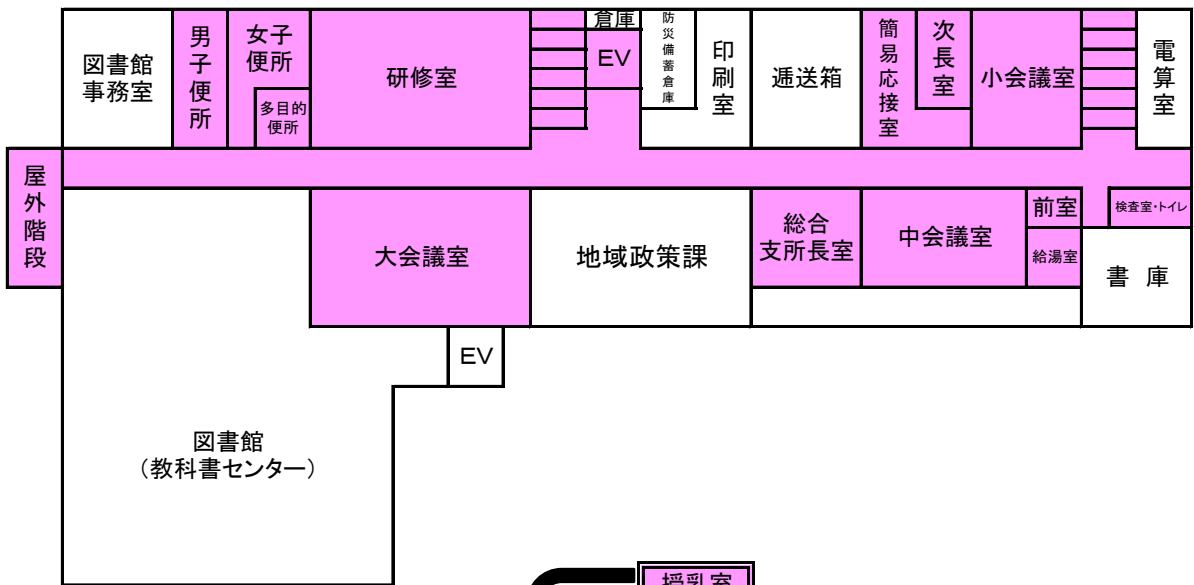 図書館
事務室
男子便所
女子
便所
多目的
便所
研修室
倉庫
EV
防災備蓄倉庫
印刷室
逓送箱
簡易応接室
次長室
小会議室
電算室
屋外階段
大会議室
地域政策課
総合
支所長室
中会議室
前室
給湯室
検査室・トイレ
書 庫
EV
図書館
（教科書センター）
授乳室